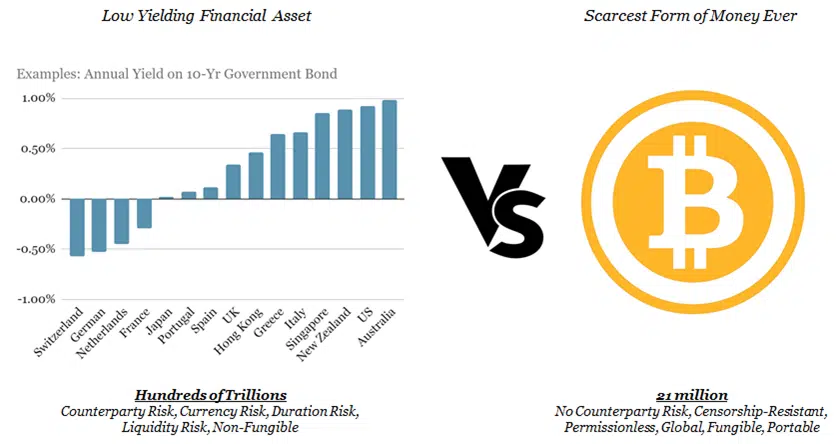 Low Yielding Financial Asset
Scarcest Form of Money Ever
Examples: Annual Yield on 10-Yr Government Bond
1.00%
0.50%
0.00%
-0.50%
-1.00%
Switzerland
German
Netherlands
France
Japan
Portugal
Spain
UK
Hong Kong
Greece
Italy
Singapore
New Zealand
US
Australia
VS
B
Hundreds of Trillions
Counterparty Risk, Currency Risk, Duration Risk,
Liquidity Risk, Non-Fungible
21 million
No Counterparty Risk, Censorship-Resistant,
Permissionless, Global, Fungible, Portable